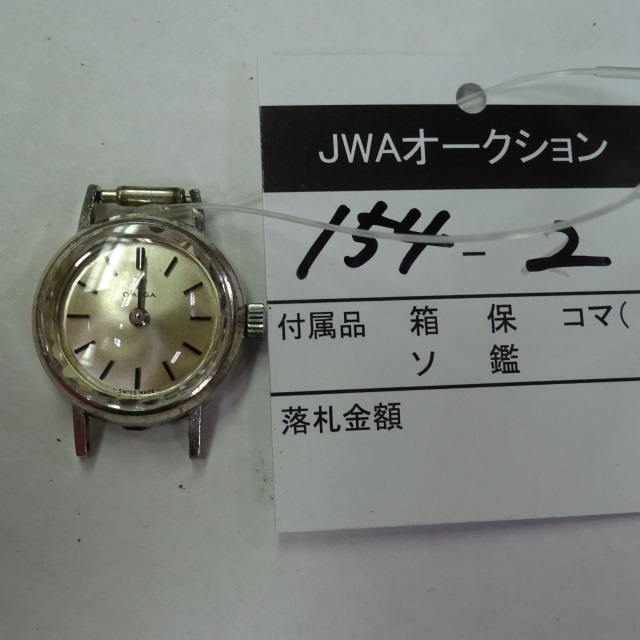 JWAオークション
154-2
付属品 箱 保 コマ(
ソ 鑑
落札金額
OMEGA
SWISS MADE